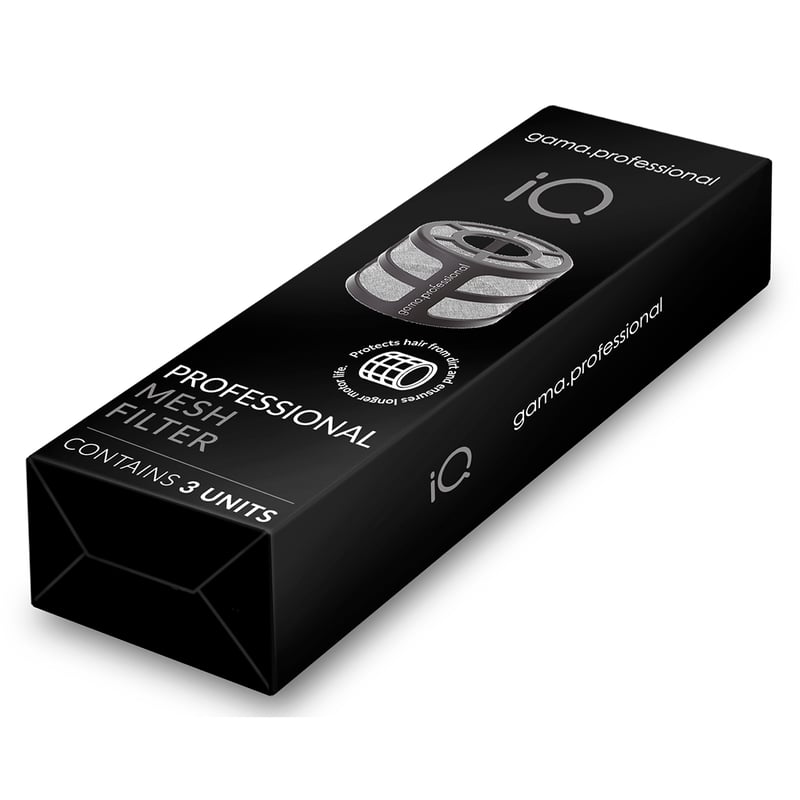 gama.professional
iQ
gama.professional
Protects hair from dirt and ensures longer motor life.
PROFESSIONAL
MESH
FILTER
CONTAINS 3 UNITS
gama.professional
iQ